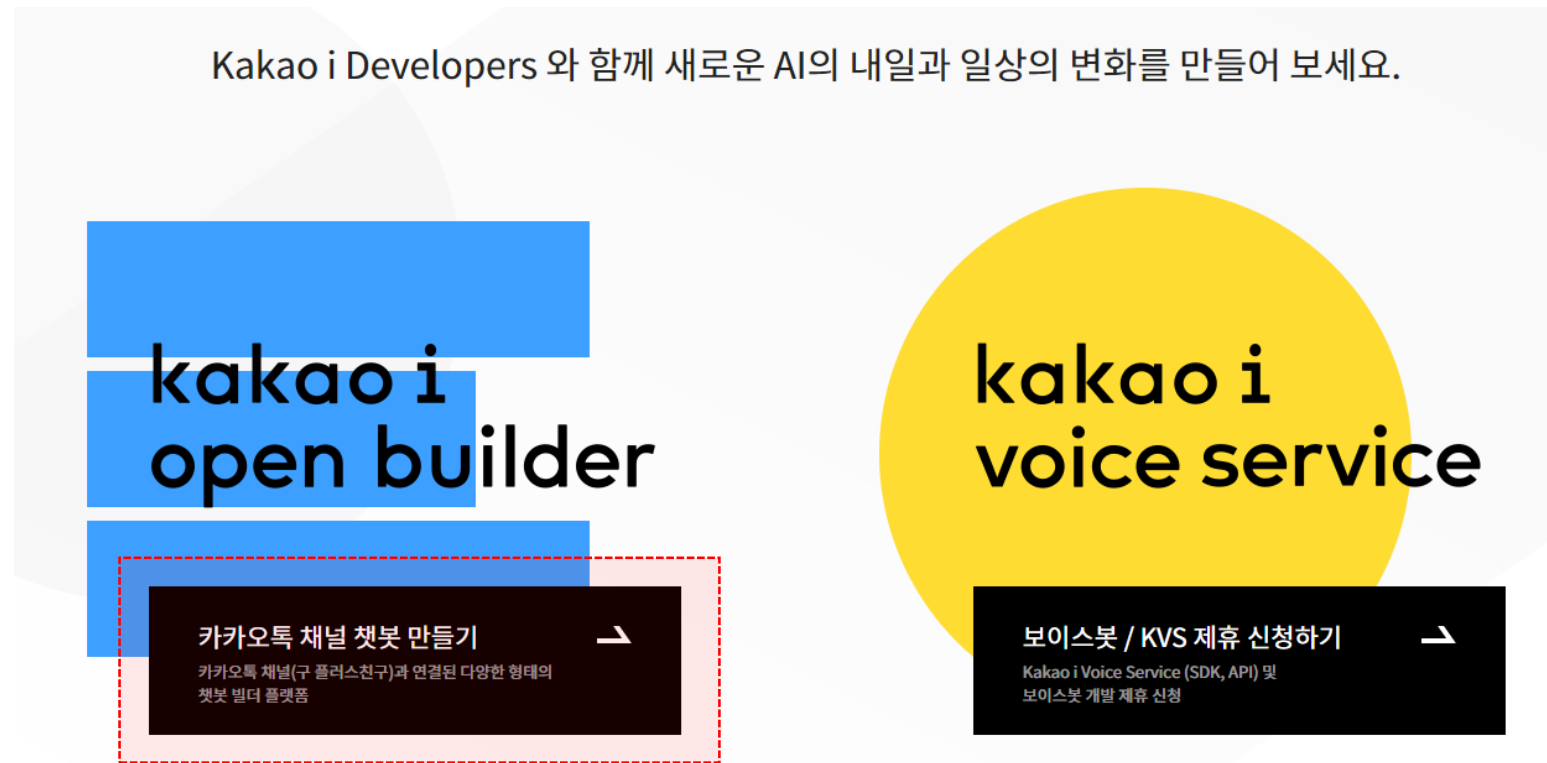 Kakao i Developers 와 함께 새로운 AI의 내일과 일상의 변화를 만들어 보세요.
kakao i
open builder
카카오톡 채널 챗봇 만들기
카카오톡 채널(구 플러스친구)과 연결된 다양한 형태의
챗봇 빌더 플랫폼
kakao i
voice service
보이스봇 / KVS 제휴 신청하기
Kakao i Voice Service (SDK, API) 및
보이스봇 개발 제휴 신청